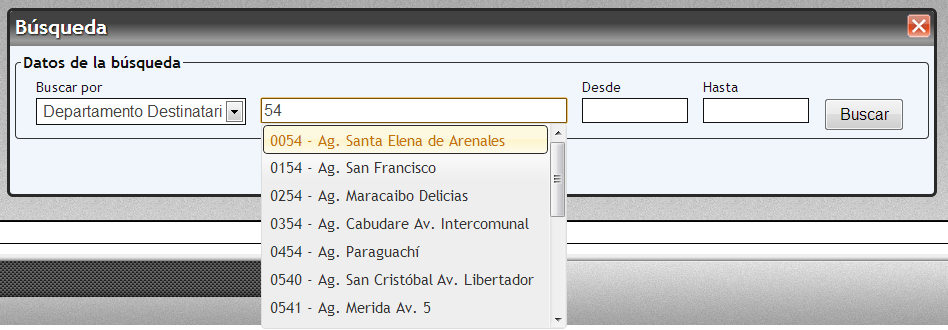 Búsqueda
Datos de la búsqueda
Buscar por
Desde
Hasta
Departamento Destinatari
54
Buscar
0054 - Ag. Santa Elena de Arenales
0154 - Ag. San Francisco
0254 - Ag. Maracaibo Delicias
0354 - Ag. Cabudare Av. Intercomunal
0454 - Ag. Paraguachí
0540 - Ag. San Cristóbal Av. Libertador
0541 - Ag. Merida Av. 5